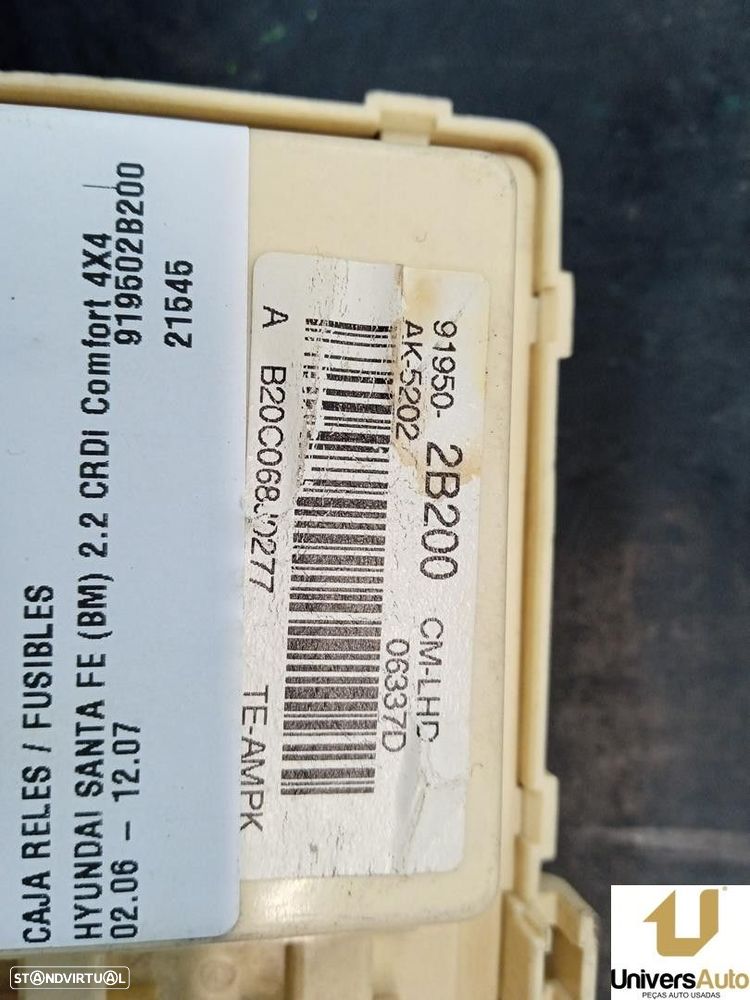 CAJA RELES / FUSIBLES
HYUNDAI SANTA FE (BM) 2.2 CRDi Comfort 4X4
02.06 – 12.07 919502B200
21545
91950- 2B200 CM-LHD
AK-5202 06337D
A B20C068J0277 TE-AMPK
STANDVIRTUAL
UniversAuto
PEÇAS AUTO USADAS